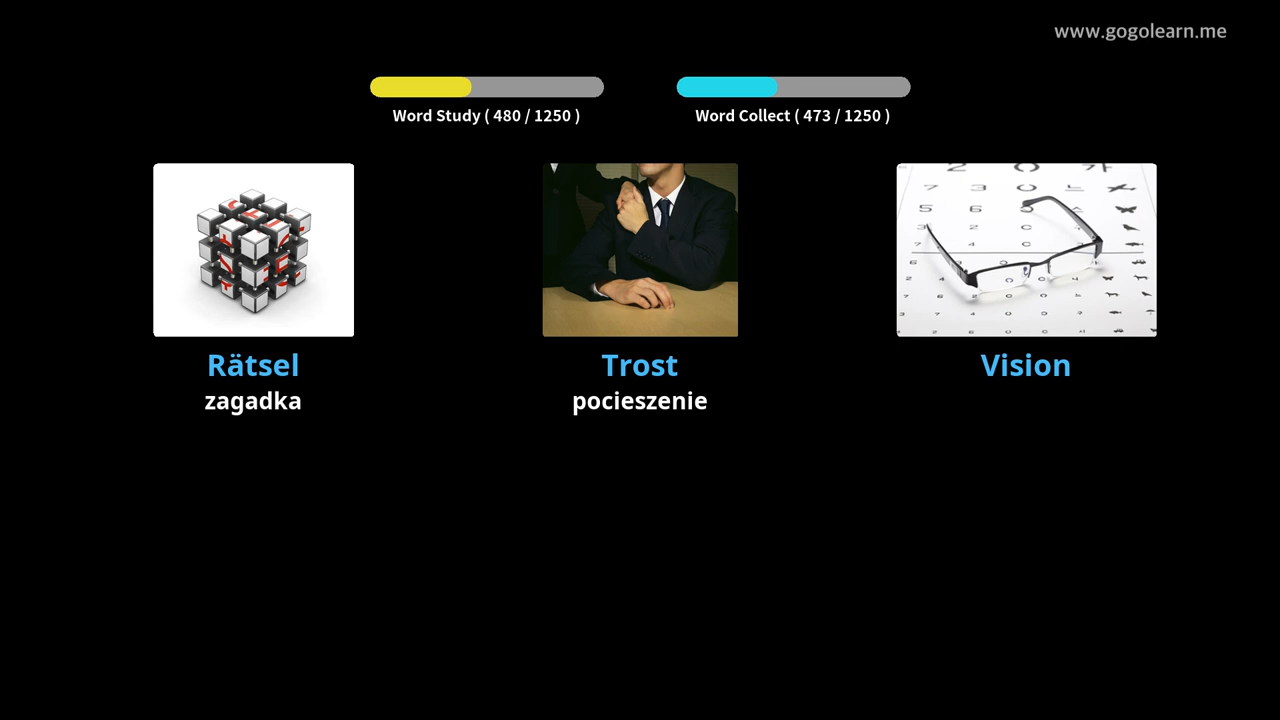 www.gogolearn.me
Word Study ( 480 / 1250 )
Word Collect ( 473 / 1250 )
Rätsel
zagadka
Trost
pocieszenie
Vision